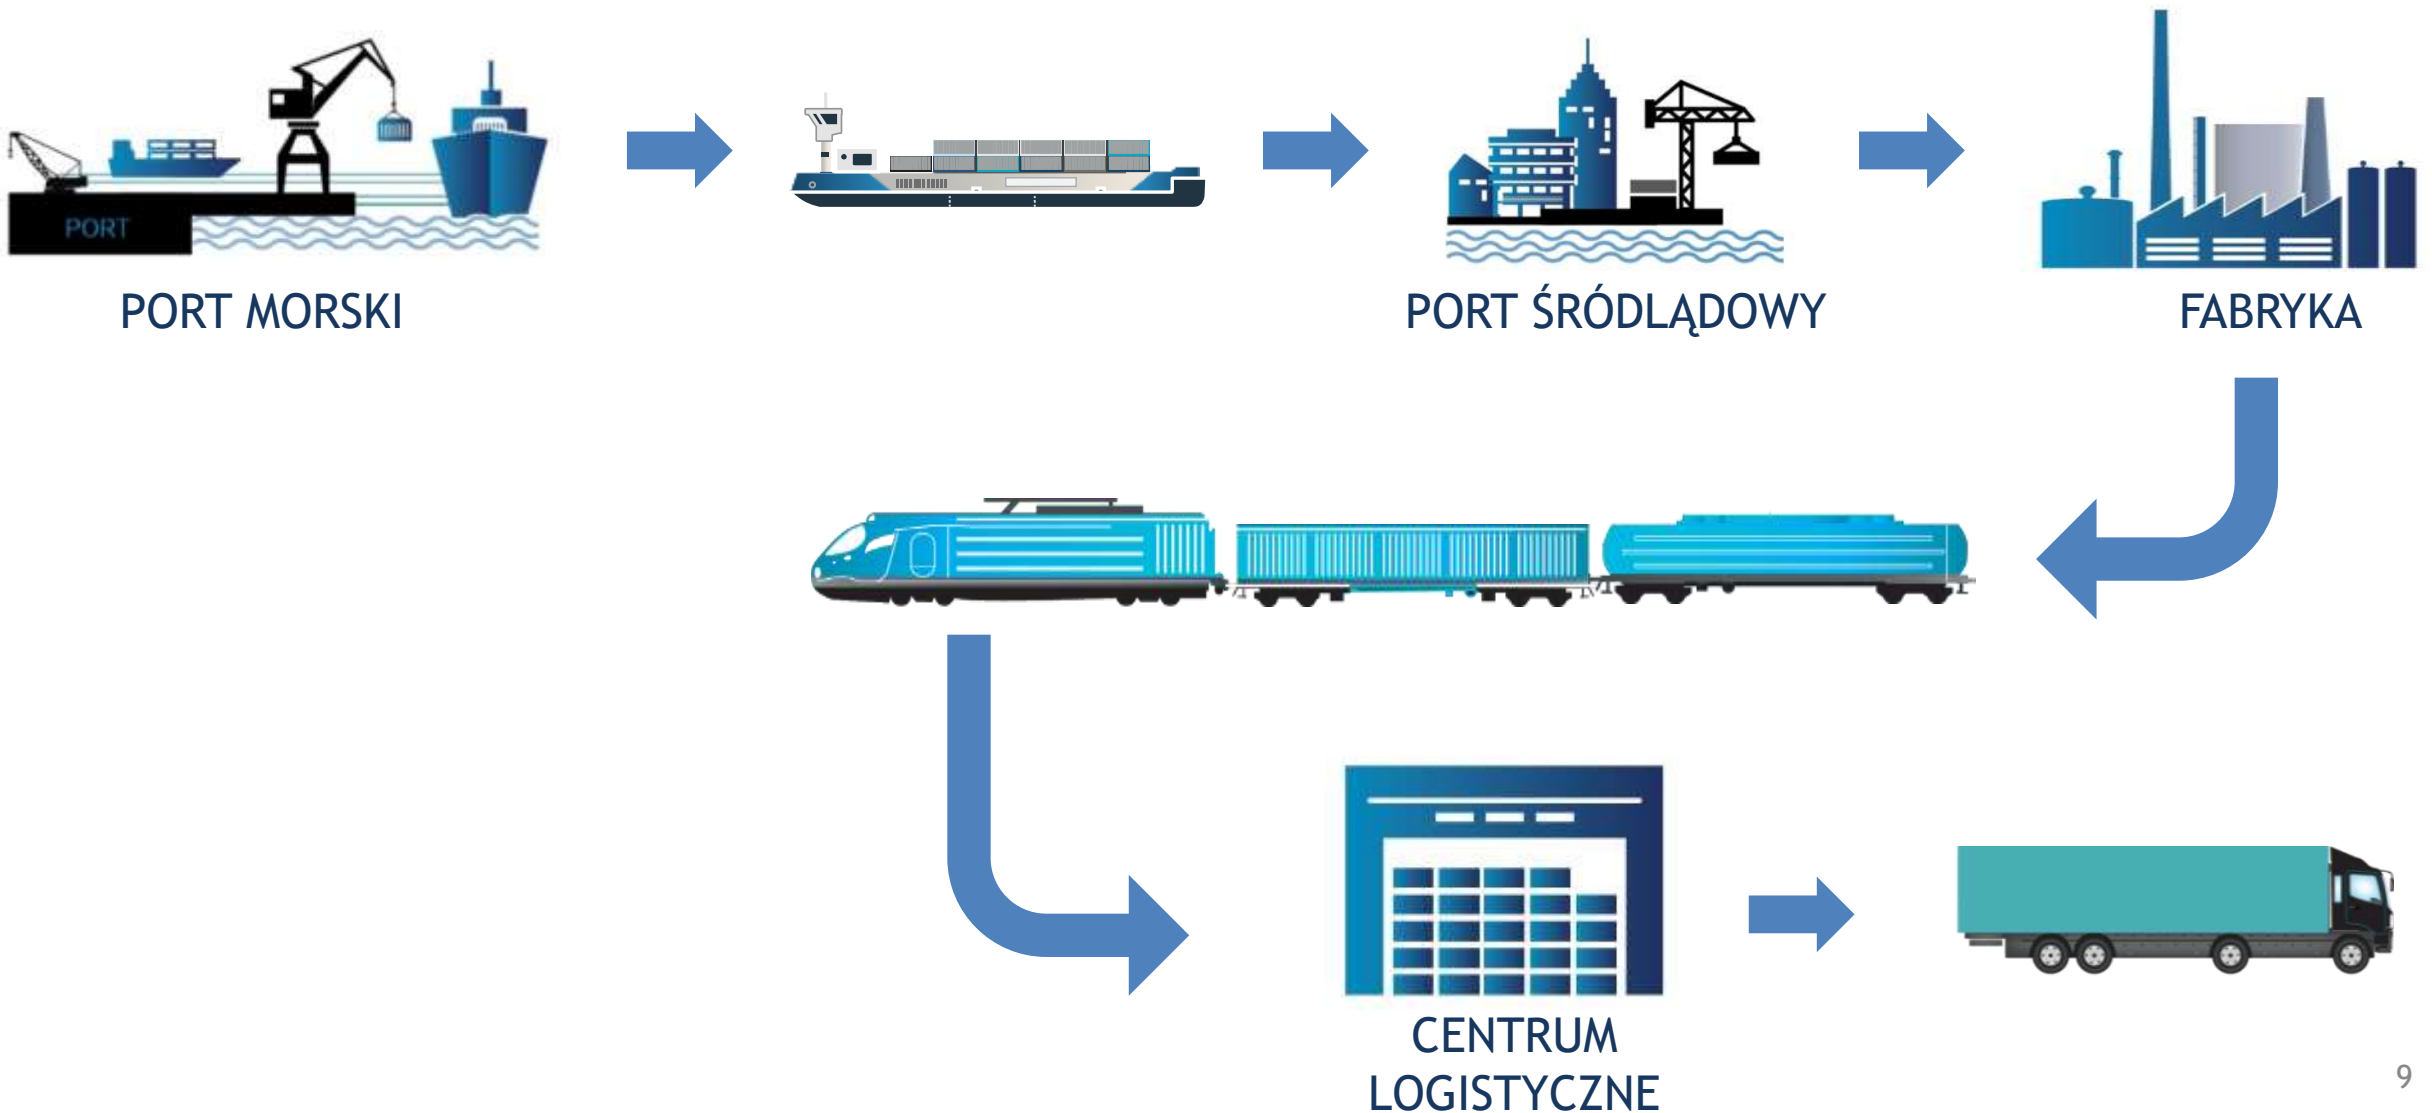 PORT
PORT MORSKI
PORT ŚRÓDLĄDOWY
FABRYKA
CENTRUM
LOGISTYCZNE
9